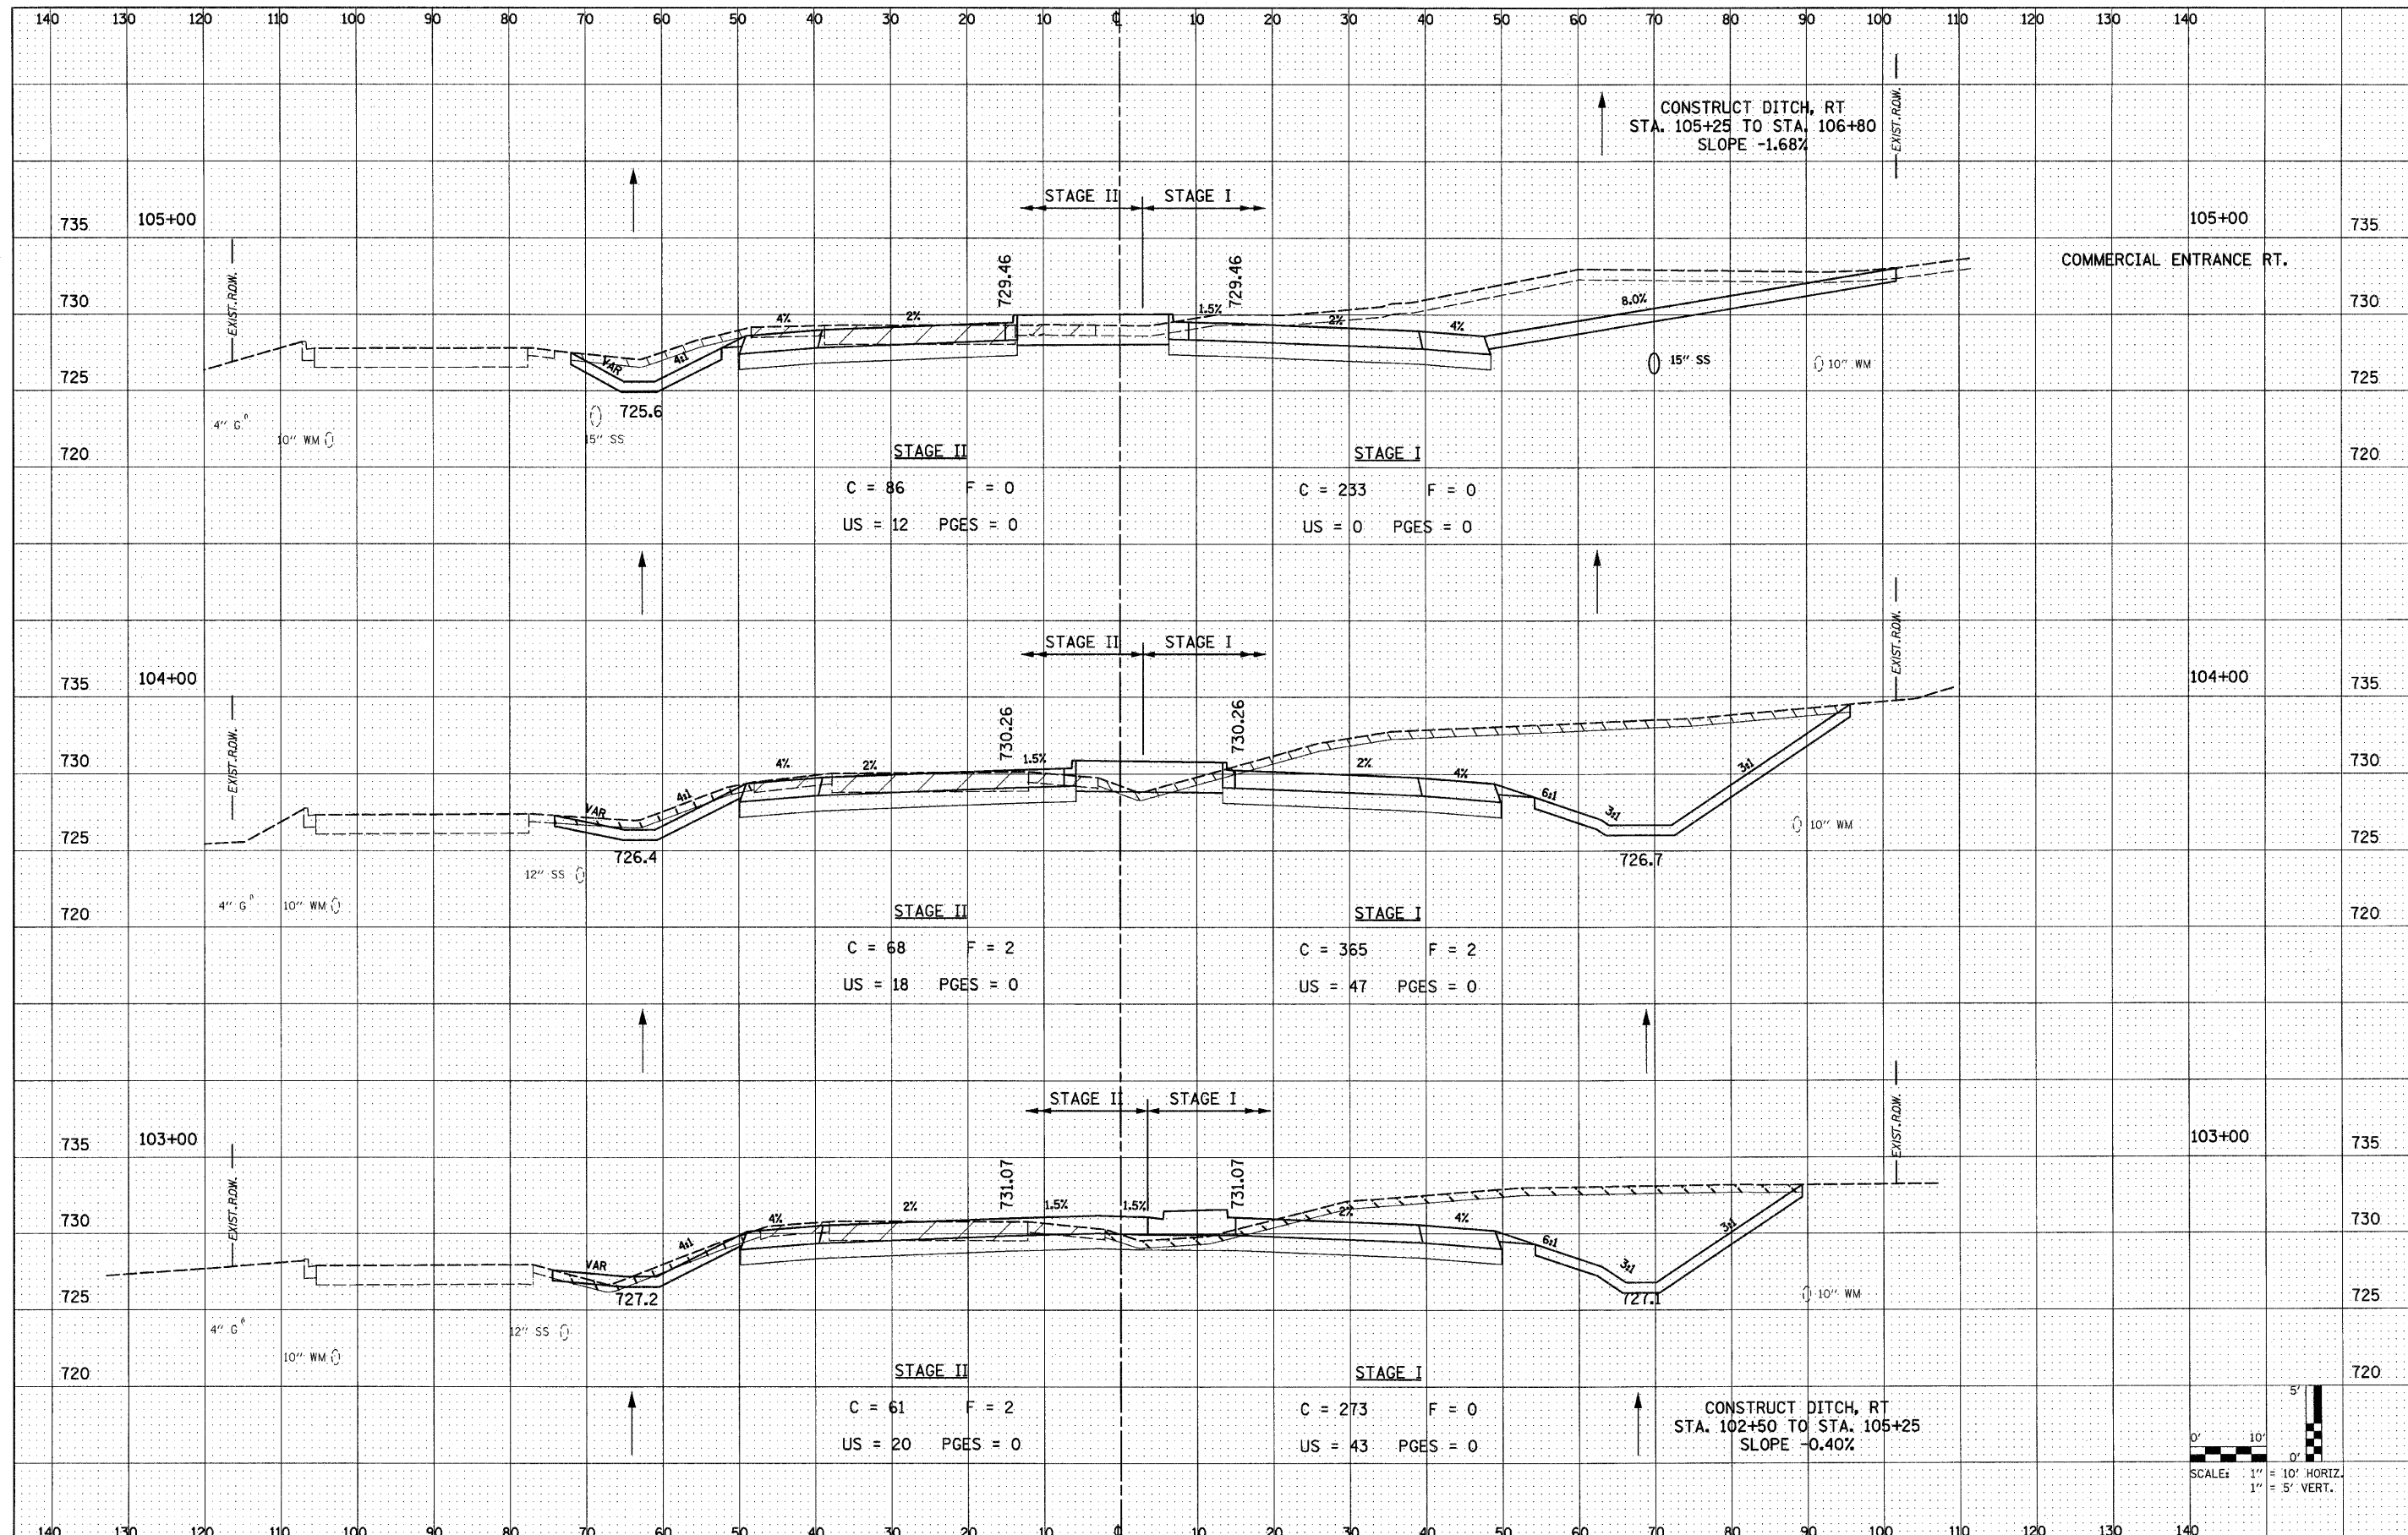 140 130 120 110 100 90 80 70 60 50 40 30 20 10 ℄ 10 20 30 40 50 60 70 80 90 100 110 120 130 140
CONSTRUCT DITCH, RT
STA. 105+25 TO STA. 106+80
SLOPE -1.68%
EXIST. R.O.W.
STAGE II STAGE I
735 105+00 105+00 735
EXIST. R.O.W.
COMMERCIAL ENTRANCE RT.
729.46 729.46
730 730
4% 2% 1.5% 2% 4% 8.0%
VAR 4:1
15" SS 10" WM
725 725
725.6
4" G 10" WM 15" SS
720 STAGE II STAGE I 720
C = 86 F = 0 C = 233 F = 0
US = 12 PGES = 0 US = 0 PGES = 0
EXIST. R.O.W.
STAGE II STAGE I
735 104+00 104+00 735
EXIST. R.O.W.
730.26 730.26
730 730
4% 2% 1.5% 2% 4% 3:1
VAR 4:1 6:1 3:1
10" WM
725 725
726.4 726.7
12" SS
4" G 10" WM
720 STAGE II STAGE I 720
C = 68 F = 2 C = 365 F = 2
US = 18 PGES = 0 US = 47 PGES = 0
STAGE II STAGE I
EXIST. R.O.W.
735 103+00 103+00 735
EXIST. R.O.W.
731.07 731.07
730 730
4% 2% 1.5% 1.5% 2% 4% 3:1
VAR 4:1 6:1 3:1
725 725
727.2 727.1
10" WM
4" G 12" SS
10" WM
720 STAGE II STAGE I 720
C = 61 F = 2 C = 273 F = 0
US = 20 PGES = 0 US = 43 PGES = 0
CONSTRUCT DITCH, RT
STA. 102+50 TO STA. 105+25
SLOPE -0.40%
5'
0' 10' 0'
SCALE: 1" = 10' HORIZ.
1" = 5' VERT.
140 130 120 110 100 90 80 70 60 50 40 30 20 10 ℄ 10 20 30 40 50 60 70 80 90 100 110 120 130 140